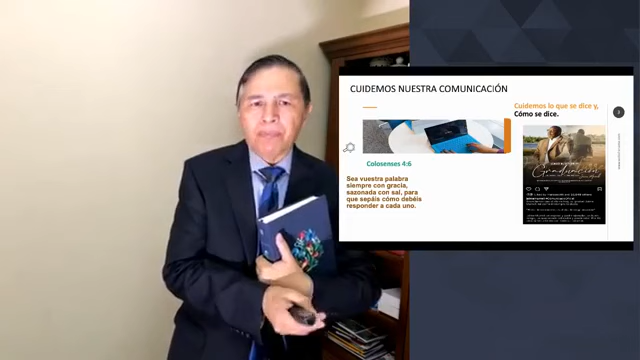 CUIDEMOS NUESTRA COMUNICACIÓN
Cuidemos lo que se dice y,
Cómo se dice.
Colosenses 4:6
Sea vuestra palabra
siempre con gracia,
sazonada con sal, para
que sepáis cómo debéis
responder a cada uno.
Graduación